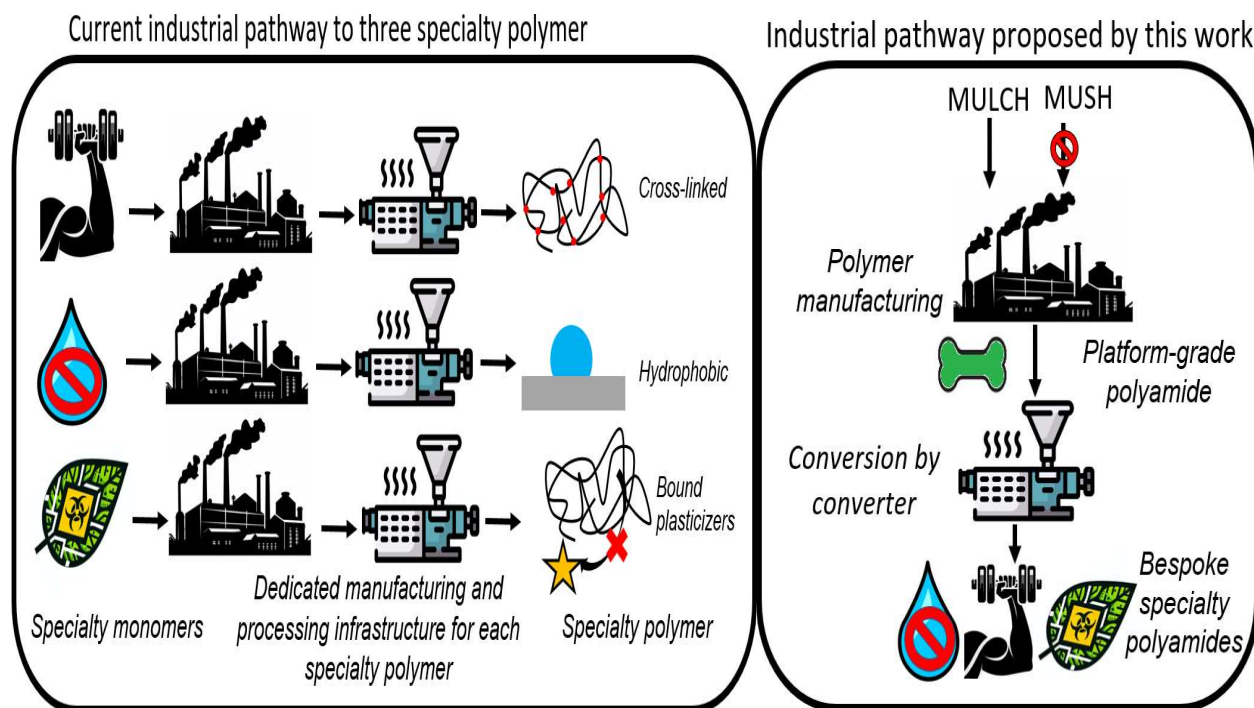 Current industrial pathway to three specialty polymer
Cross-linked
Hydrophobic
Bound
plasticizers
Specialty monomers
Dedicated manufacturing and
processing infrastructure for each
specialty polymer
Specialty polymer
Industrial pathway proposed by this work
MULCH MUSH
Polymer
manufacturing
Platform-grade
polyamide
Conversion by
converter
Bespoke
specialty
polyamides